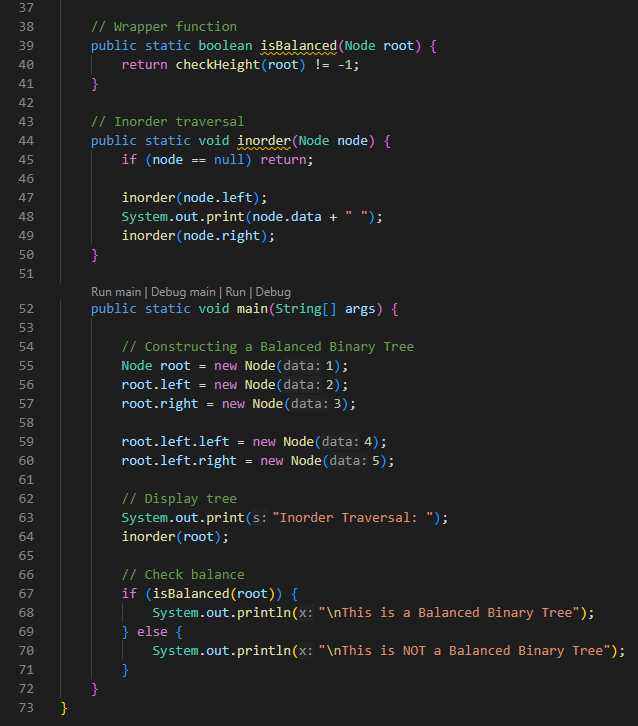 37
38 // Wrapper function
39 public static boolean isBalanced(Node root) {
40 return checkHeight(root) != -1;
41 }
42
43 // Inorder traversal
44 public static void inorder(Node node) {
45 if (node == null) return;
46
47 inorder(node.left);
48 System.out.print(node.data + " ");
49 inorder(node.right);
50 }
51
Run main | Debug main | Run | Debug
52 public static void main(String[] args) {
53
54 // Constructing a Balanced Binary Tree
55 Node root = new Node(data: 1);
56 root.left = new Node(data: 2);
57 root.right = new Node(data: 3);
58
59 root.left.left = new Node(data: 4);
60 root.left.right = new Node(data: 5);
61
62 // Display tree
63 System.out.print(s: "Inorder Traversal: ");
64 inorder(root);
65
66 // Check balance
67 if (isBalanced(root)) {
68 System.out.println(x: "\nThis is a Balanced Binary Tree");
69 } else {
70 System.out.println(x: "\nThis is NOT a Balanced Binary Tree");
71 }
72 }
73 }